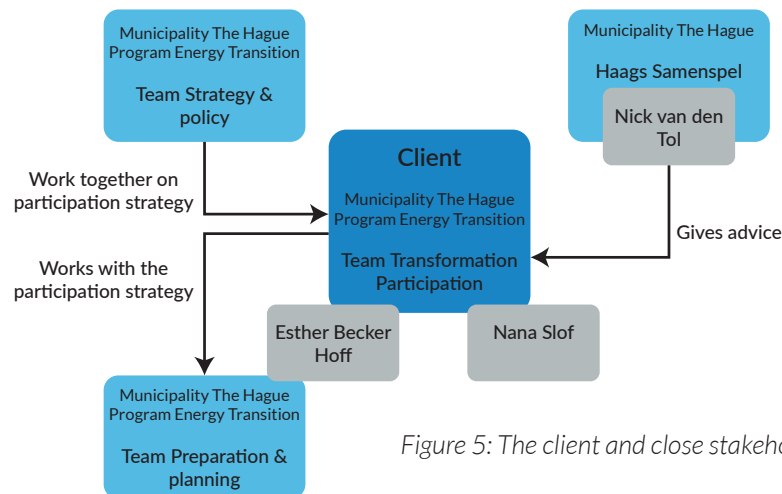 Municipality The Hague
Program Energy Transition
Team Strategy &
policy
Municipality The Hague
Haags Samenspel
Nick van den
Tol
Work together on
participation strategy
Client
Municipality The Hague
Program Energy Transition
Team Transformation
Participation
Gives advice
Works with the
participation strategy
Esther Becker
Hoff
Nana Slof
Municipality The Hague
Program Energy Transition
Team Preparation &
planning
Figure 5: The client and close stakeho